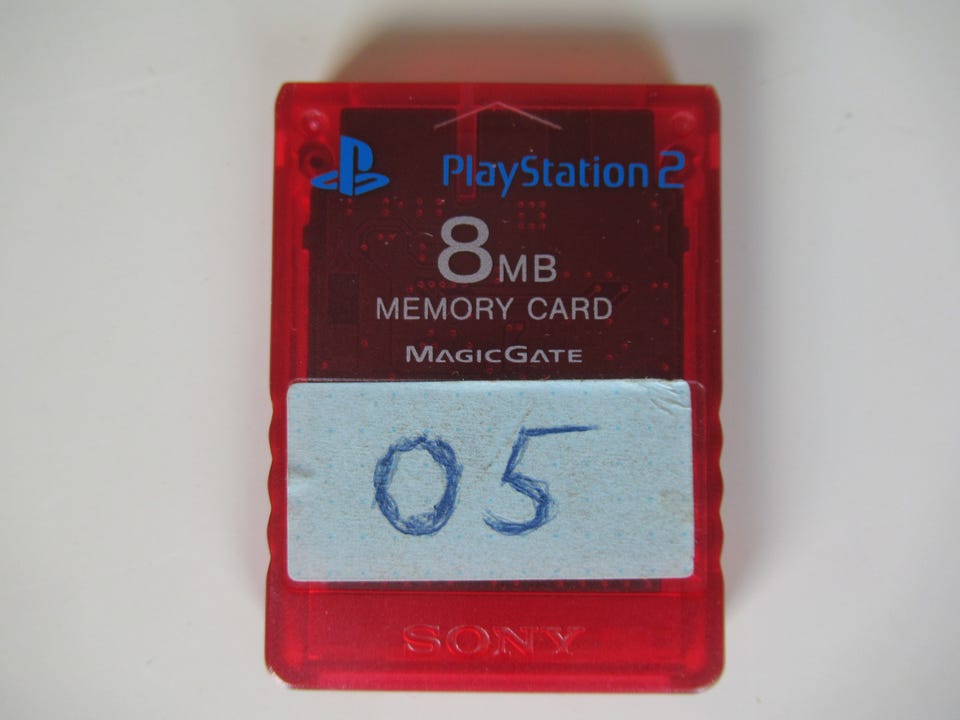 PlayStation 2
8MB
MEMORY CARD
MAGICGATE
05
SONY